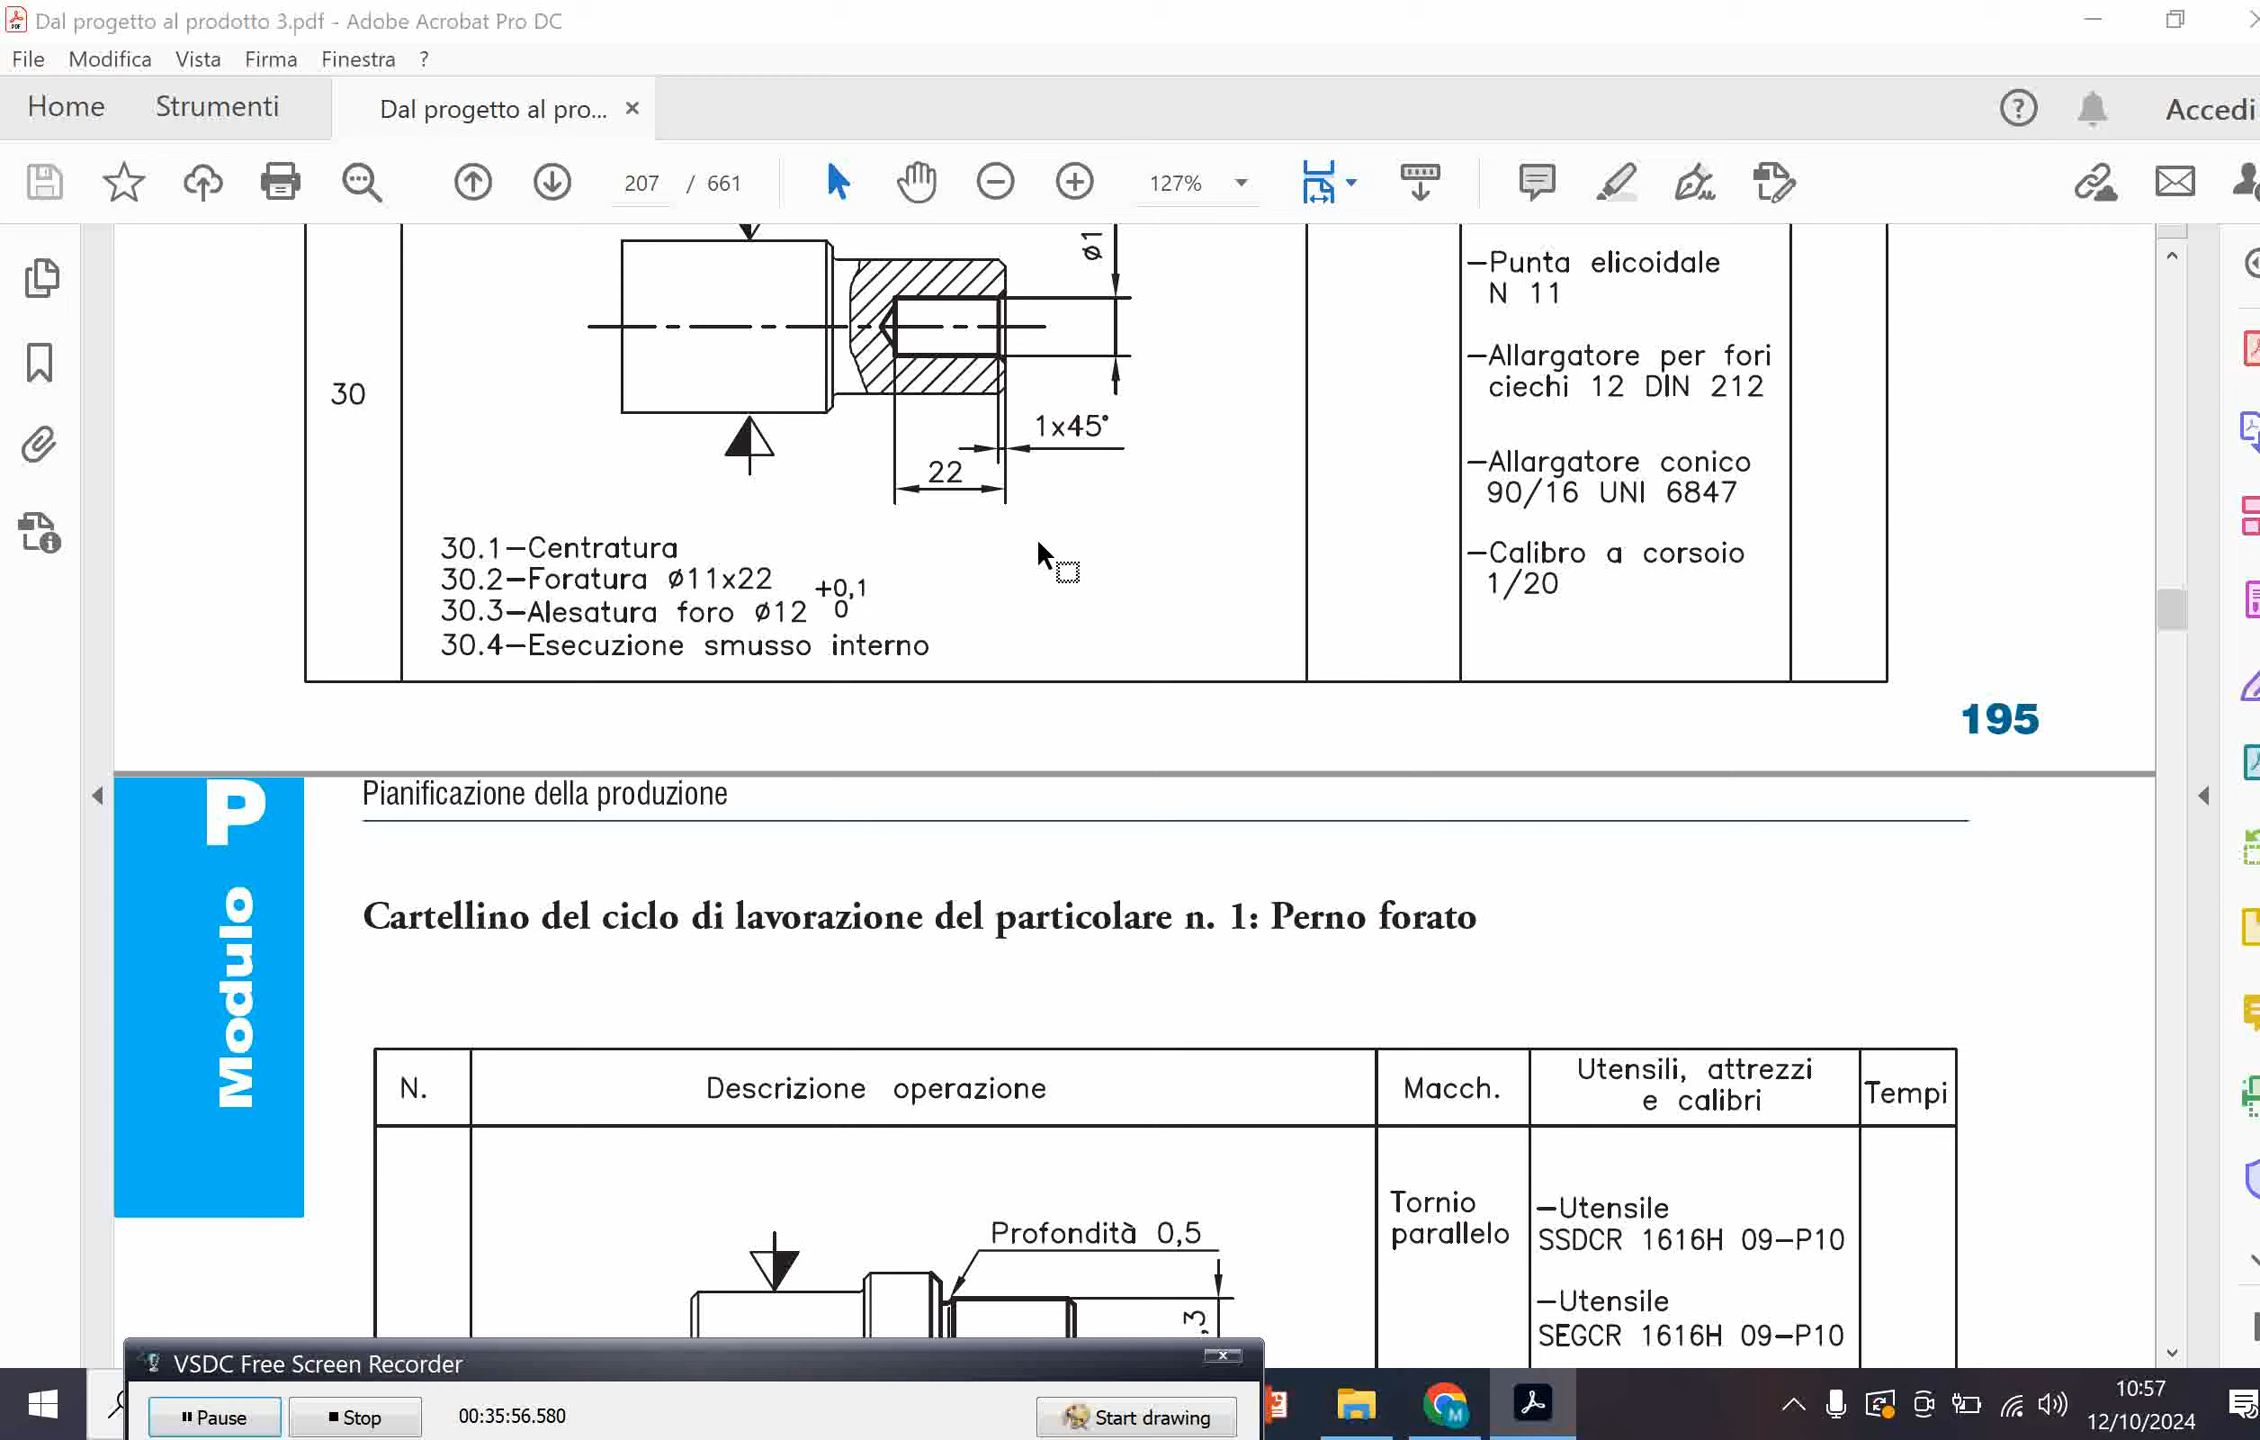 Dal progetto al prodotto 3.pdf - Adobe Acrobat Pro DC
File Modifica Vista Firma Finestra ?
Home Strumenti Dal progetto al pro... × Accedi
207 / 661 127%
ø1
30
1x45°
22
30.1–Centratura
30.2–Foratura ø11x22
30.3–Alesatura foro ø12 +0,1 0
30.4–Esecuzione smusso interno
–Punta elicoidale
N 11
–Allargatore per fori
ciechi 12 DIN 212
–Allargatore conico
90/16 UNI 6847
–Calibro a corsoio
1/20
195
P
Modulo
Pianificazione della produzione
Cartellino del ciclo di lavorazione del particolare n. 1: Perno forato
N. Descrizione operazione Macch. Utensili, attrezzi
e calibri Tempi
Profondità 0,5
,3
Tornio
parallelo
–Utensile
SSDCR 1616H 09–P10
–Utensile
SEGCR 1616H 09–P10
VSDC Free Screen Recorder
Pause Stop 00:35:56.580 Start drawing
10:57
12/10/2024